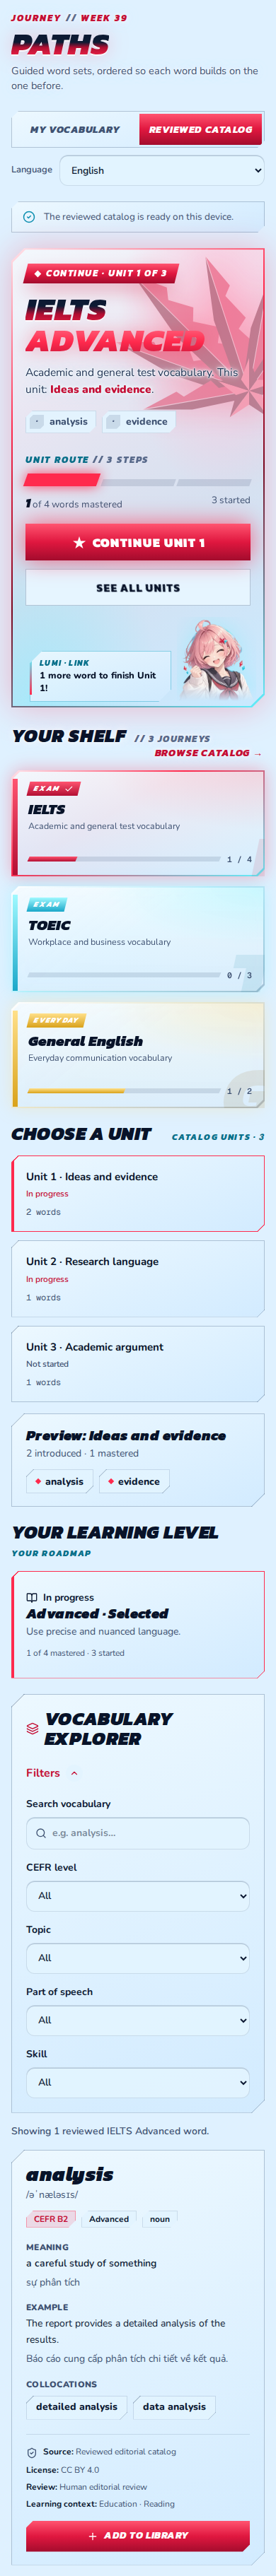 JOURNEY // WEEK 39
PATHS
Guided word sets, ordered so each word builds on the
one before.
MY VOCABULARY
REVIEWED CATALOG
Language
English
The reviewed catalog is ready on this device.
CONTINUE · UNIT 1 OF 3
IELTS
ADVANCED
Academic and general test vocabulary. This
unit: Ideas and evidence.
analysis
evidence
UNIT ROUTE // 3 STEPS
1 of 4 words mastered
3 started
★ CONTINUE UNIT 1
SEE ALL UNITS
LUMI · LINK
1 more word to finish Unit
1!
YOUR SHELF // 3 JOURNEYS
BROWSE CATALOG →
EXAM ✓
IELTS
Academic and general test vocabulary
1 / 4
EXAM
TOEIC
Workplace and business vocabulary
0 / 3
EVERYDAY
General English
Everyday communication vocabulary
1 / 2
CHOOSE A UNIT
CATALOG UNITS · 3
Unit 1 · Ideas and evidence
In progress
2 words
Unit 2 · Research language
In progress
1 words
Unit 3 · Academic argument
Not started
1 words
Preview: Ideas and evidence
2 introduced · 1 mastered
analysis
evidence
YOUR LEARNING LEVEL
YOUR ROADMAP
In progress
Advanced · Selected
Use precise and nuanced language.
1 of 4 mastered · 3 started
VOCABULARY
EXPLORER
Filters
Search vocabulary
e.g. analysis...
CEFR level
All
Topic
All
Part of speech
All
Skill
All
Showing 1 reviewed IELTS Advanced word.
analysis
/əˈnæləsɪs/
CEFR B2
Advanced
noun
MEANING
a careful study of something
sự phân tích
EXAMPLE
The report provides a detailed analysis of the
results.
Báo cáo cung cấp phân tích chi tiết về kết quả.
COLLOCATIONS
detailed analysis
data analysis
Source: Reviewed editorial catalog
License: CC BY 4.0
Review: Human editorial review
Learning context: Education · Reading
+ ADD TO LIBRARY